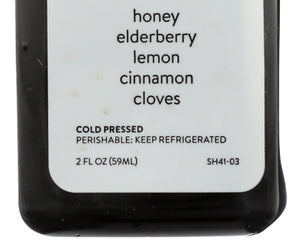 honey
elderberry
lemon
cinnamon
cloves
COLD PRESSED
PERISHABLE: KEEP REFRIGERATED
2 FL OZ (59ML) SH41-03